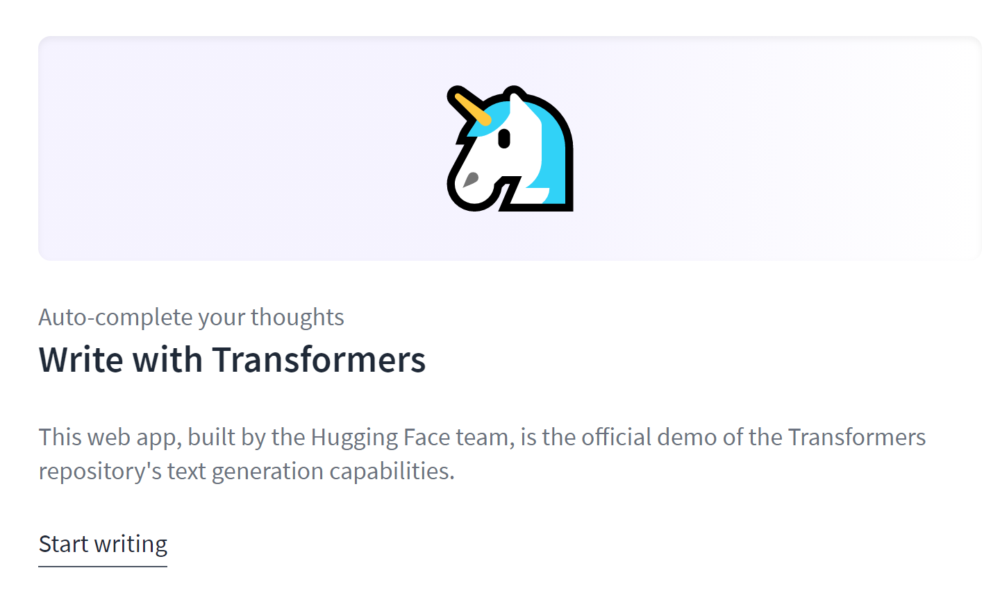 Auto-complete your thoughts
Write with Transformers
This web app, built by the Hugging Face team, is the official demo of the Transformers
repository's text generation capabilities.
Start writing